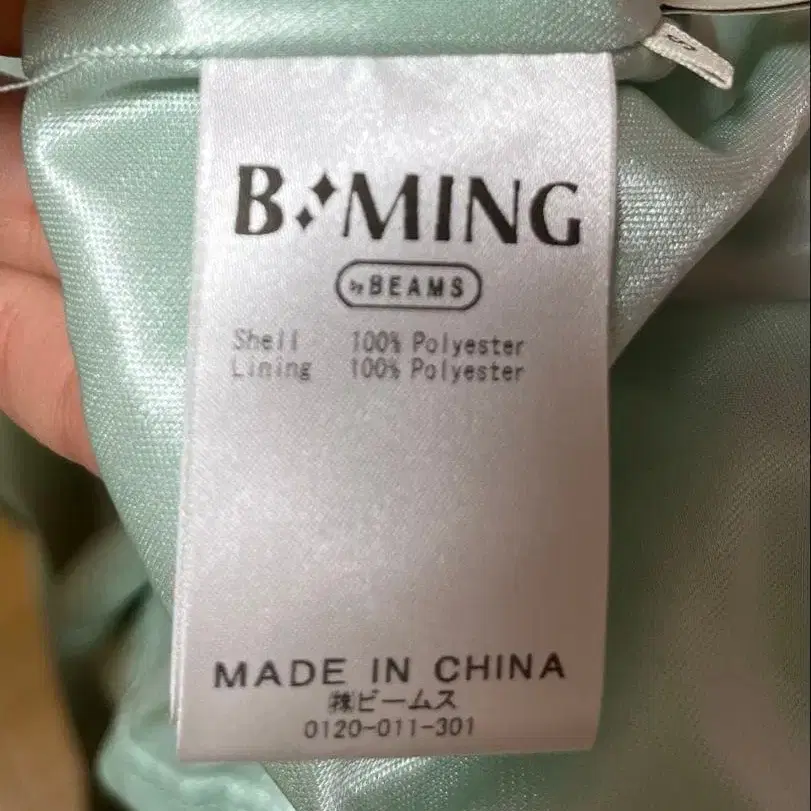 S
B:MING
by BEAMS
Shell 100% Polyester
Lining 100% Polyester
MADE IN CHINA
㈱ビームス
0120-011-301